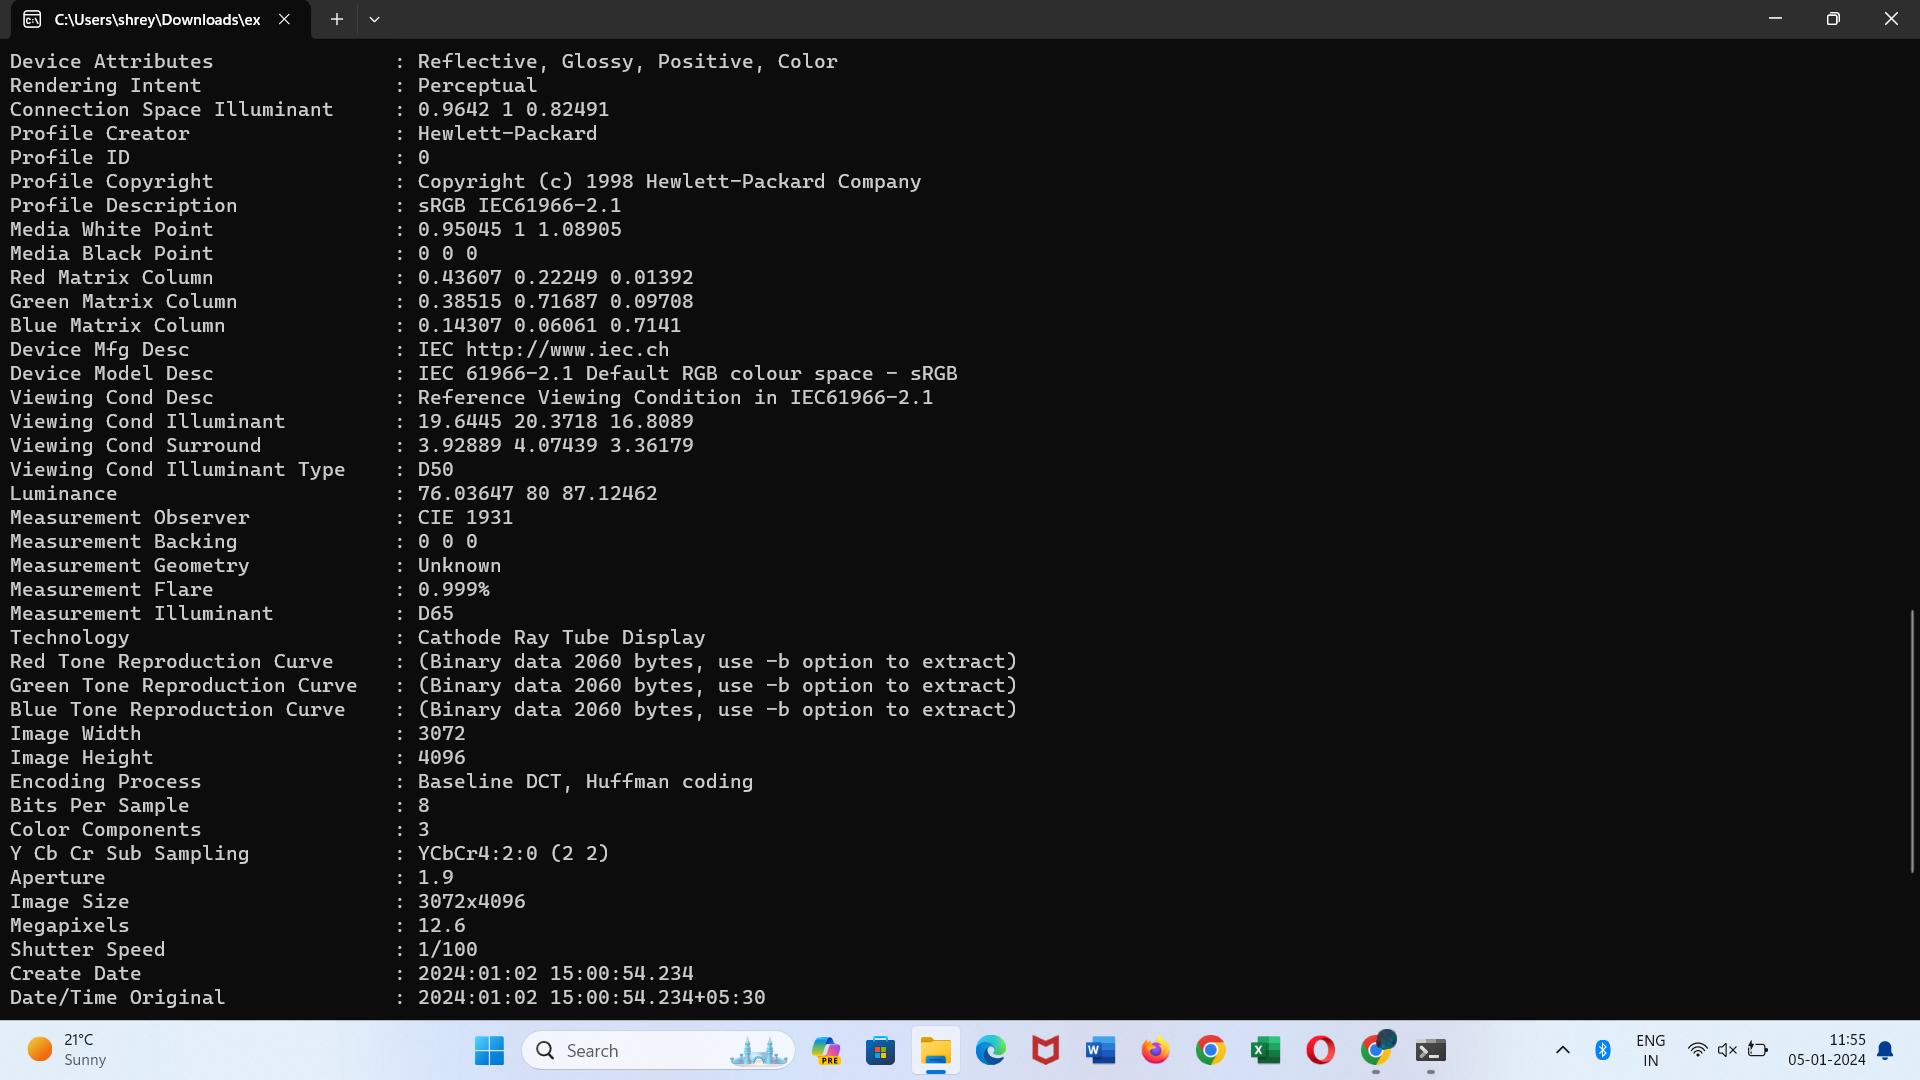 C:\Users\shrey\Downloads\ex
Device Attributes : Reflective, Glossy, Positive, Color
Rendering Intent : Perceptual
Connection Space Illuminant : 0.9642 1 0.82491
Profile Creator : Hewlett-Packard
Profile ID : 0
Profile Copyright : Copyright (c) 1998 Hewlett-Packard Company
Profile Description : sRGB IEC61966-2.1
Media White Point : 0.95045 1 1.08905
Media Black Point : 0 0 0
Red Matrix Column : 0.43607 0.22249 0.01392
Green Matrix Column : 0.38515 0.71687 0.09708
Blue Matrix Column : 0.14307 0.06061 0.7141
Device Mfg Desc : IEC http://www.iec.ch
Device Model Desc : IEC 61966-2.1 Default RGB colour space - sRGB
Viewing Cond Desc : Reference Viewing Condition in IEC61966-2.1
Viewing Cond Illuminant : 19.6445 20.3718 16.8089
Viewing Cond Surround : 3.92889 4.07439 3.36179
Viewing Cond Illuminant Type : D50
Luminance : 76.03647 80 87.12462
Measurement Observer : CIE 1931
Measurement Backing : 0 0 0
Measurement Geometry : Unknown
Measurement Flare : 0.999%
Measurement Illuminant : D65
Technology : Cathode Ray Tube Display
Red Tone Reproduction Curve : (Binary data 2060 bytes, use -b option to extract)
Green Tone Reproduction Curve : (Binary data 2060 bytes, use -b option to extract)
Blue Tone Reproduction Curve : (Binary data 2060 bytes, use -b option to extract)
Image Width : 3072
Image Height : 4096
Encoding Process : Baseline DCT, Huffman coding
Bits Per Sample : 8
Color Components : 3
Y Cb Cr Sub Sampling : YCbCr4:2:0 (2 2)
Aperture : 1.9
Image Size : 3072x4096
Megapixels : 12.6
Shutter Speed : 1/100
Create Date : 2024:01:02 15:00:54.234
Date/Time Original : 2024:01:02 15:00:54.234+05:30
21°C
Sunny
Search
PRE
ENG
IN
11:55
05-01-2024